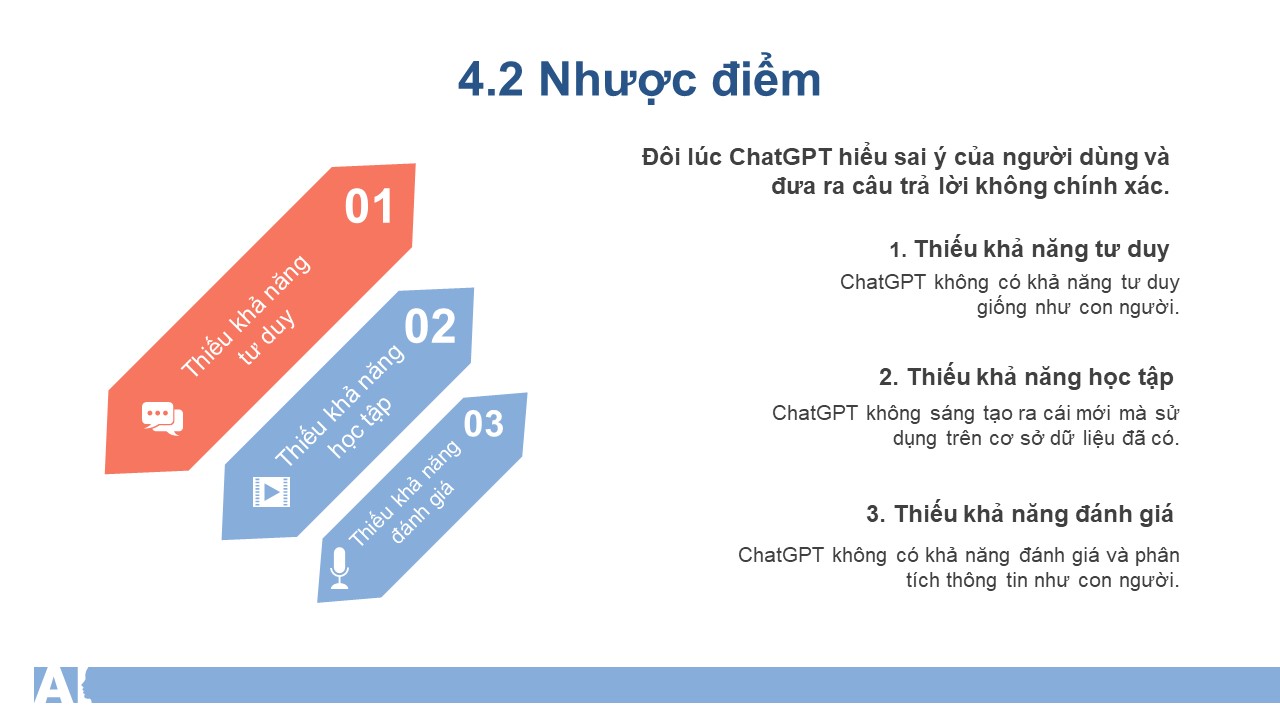 4.2 Nhược điểm
01
Thiếu khả năng
tư duy
02
Thiếu khả năng
học tập
03
Thiếu khả năng
đánh giá
Đôi lúc ChatGPT hiểu sai ý của người dùng và
đưa ra câu trả lời không chính xác.
1. Thiếu khả năng tư duy
ChatGPT không có khả năng tư duy
giống như con người.
2. Thiếu khả năng học tập
ChatGPT không sáng tạo ra cái mới mà sử
dụng trên cơ sở dữ liệu đã có.
3. Thiếu khả năng đánh giá
ChatGPT không có khả năng đánh giá và phân
tích thông tin như con người.
AI